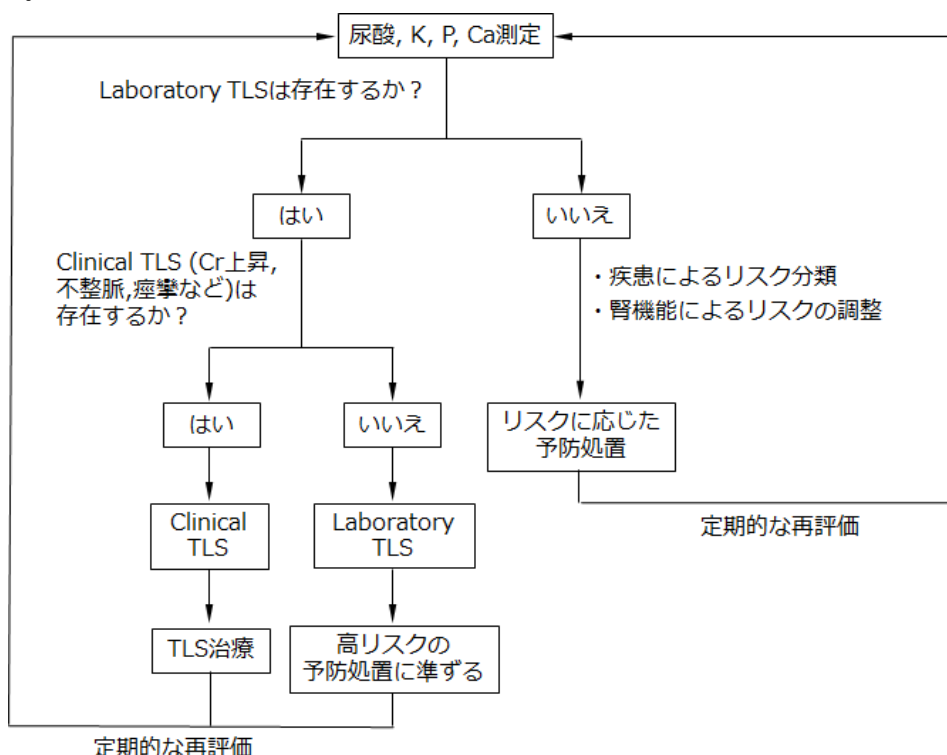 尿酸, K, P, Ca測定
Laboratory TLSは存在するか？
はい
いいえ
Clinical TLS (Cr上昇,
不整脈,痙攣など)は
存在するか？
・疾患によるリスク分類
・腎機能によるリスクの調整
はい
いいえ
リスクに応じた
予防処置
Clinical
TLS
Laboratory
TLS
定期的な再評価
TLS治療
高リスクの
予防処置に準ずる
定期的な再評価